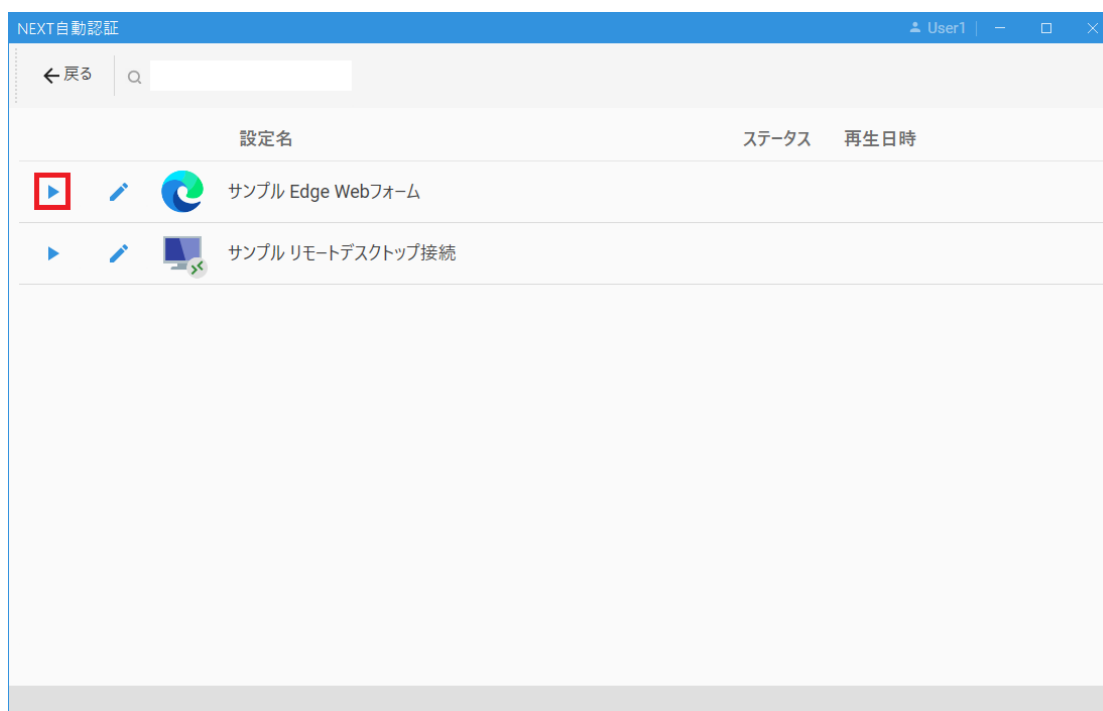 NEXT自動認証 User1
戻る
設定名 ステータス 再生日時
サンプル Edge Webフォーム
サンプル リモートデスクトップ接続